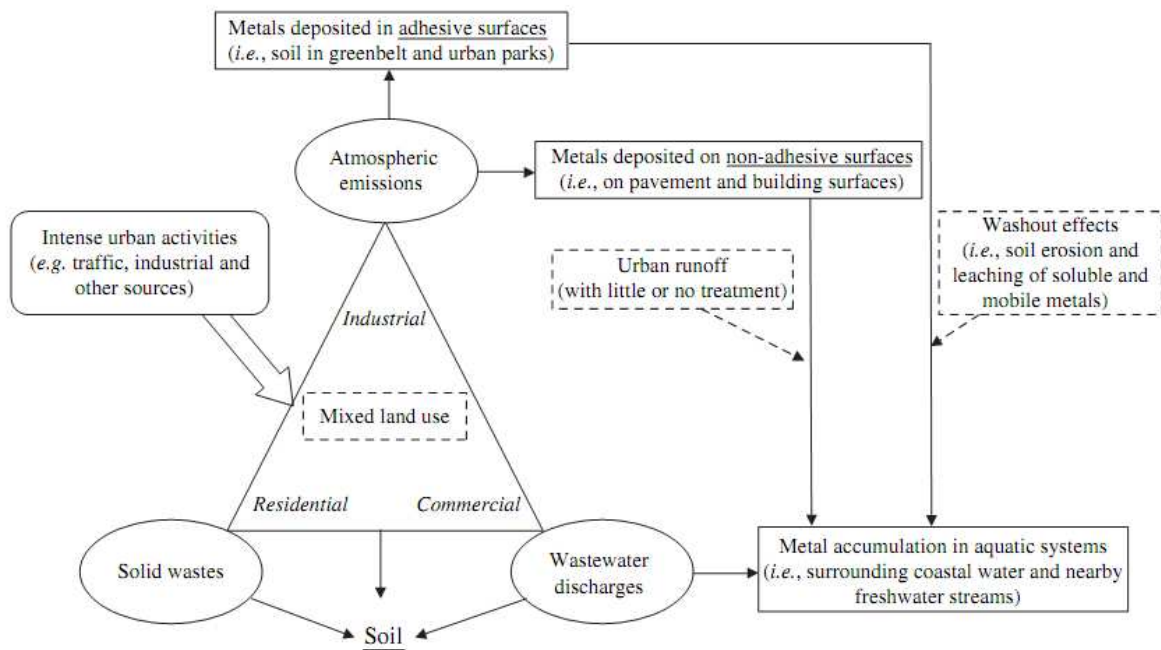 Metals deposited in adhesive surfaces
(i.e., soil in greenbelt and urban parks)
Atmospheric
emissions
Metals deposited on non-adhesive surfaces
(i.e., on pavement and building surfaces)
Intense urban activities
(e.g. traffic, industrial and
other sources)
Urban runoff
(with little or no treatment)
Washout effects
(i.e., soil erosion and
leaching of soluble and
mobile metals)
Industrial
Mixed land use
Residential
Commercial
Solid wastes
Wastewater
discharges
Metal accumulation in aquatic systems
(i.e., surrounding coastal water and nearby
freshwater streams)
Soil